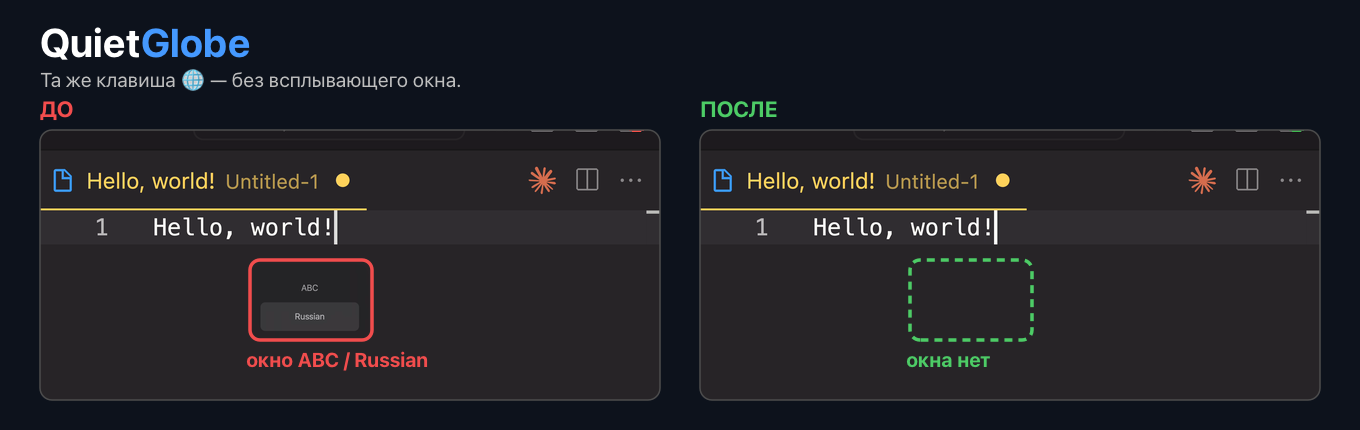 QuietGlobe
Та же клавиша 🌐 — без всплывающего окна.
ДО
Hello, world! Untitled-1
1 Hello, world!
ABC
Russian
окно ABC / Russian
ПОСЛЕ
Hello, world! Untitled-1
1 Hello, world!
окна нет